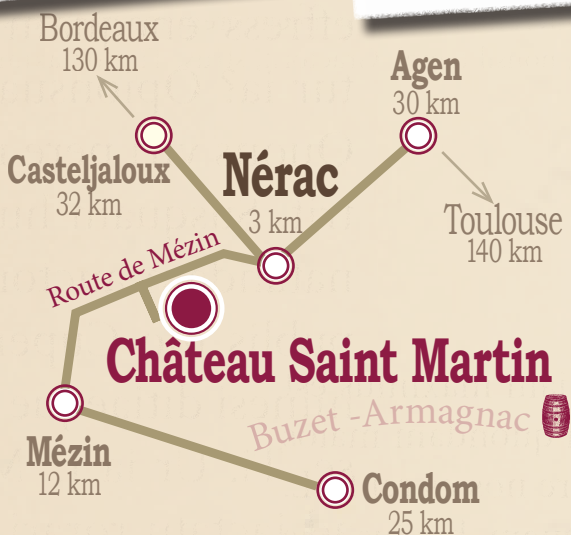 Bordeaux
130 km
Agen
30 km
Casteljaloux
32 km
Nérac
3 km
Toulouse
140 km
Route de Mézin
Château Saint Martin
Buzet -Armagnac
Mézin
12 km
Condom
25 km